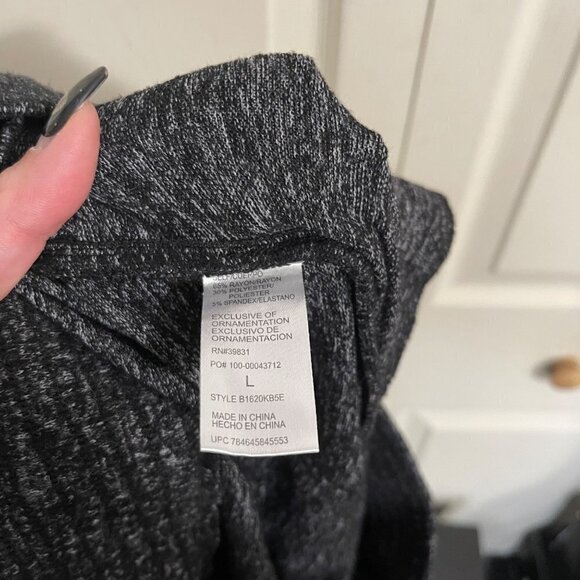 65% RAYON/RAYON
30% POLYESTER/
POLIESTER
5% SPANDEX/ELASTANO
EXCLUSIVE OF
ORNAMENTATION
EXCLUSIVO DE
ORNAMENTACION
RN#39831
PO# 100-00043712
L
STYLE B1620KB5E
MADE IN CHINA
HECHO EN CHINA
UPC 784645845553